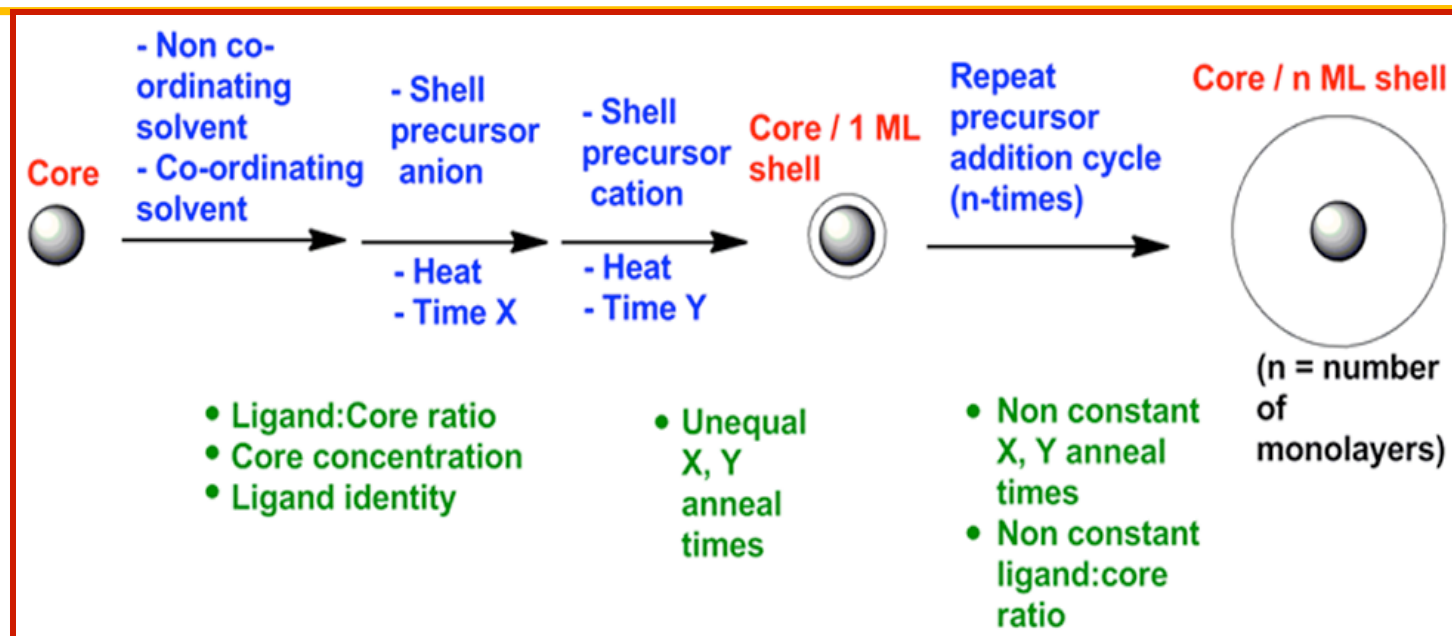 Core
- Non co-
ordinating
solvent
- Co-ordinating
solvent
- Shell
precursor
anion
- Heat
- Time X
- Shell
precursor
cation
- Heat
- Time Y
Core / 1 ML
shell
Repeat
precursor
addition cycle
(n-times)
Core / n ML shell
(n = number
of
monolayers)
• Ligand:Core ratio
• Core concentration
• Ligand identity
• Unequal
X, Y
anneal
times
• Non constant
X, Y anneal
times
• Non constant
ligand:core
ratio